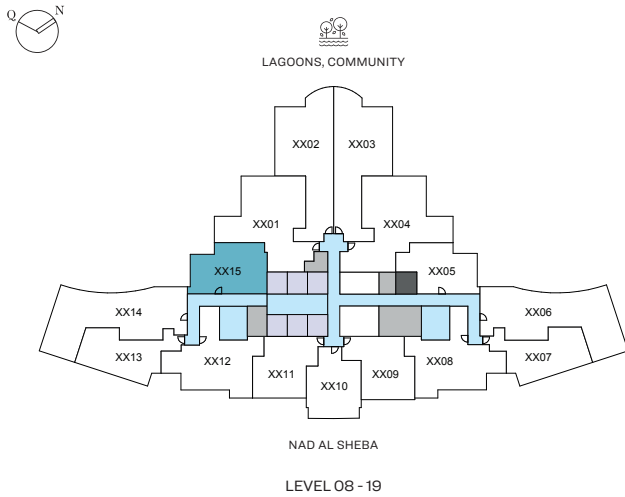 Q N
LAGOONS, COMMUNITY
XX02 XX03
XX01 XX04
XX15 XX05
XX14 XX06
XX13 XX12 XX11 XX10 XX09 XX08 XX07
NAD AL SHEBA
LEVEL 08 - 19